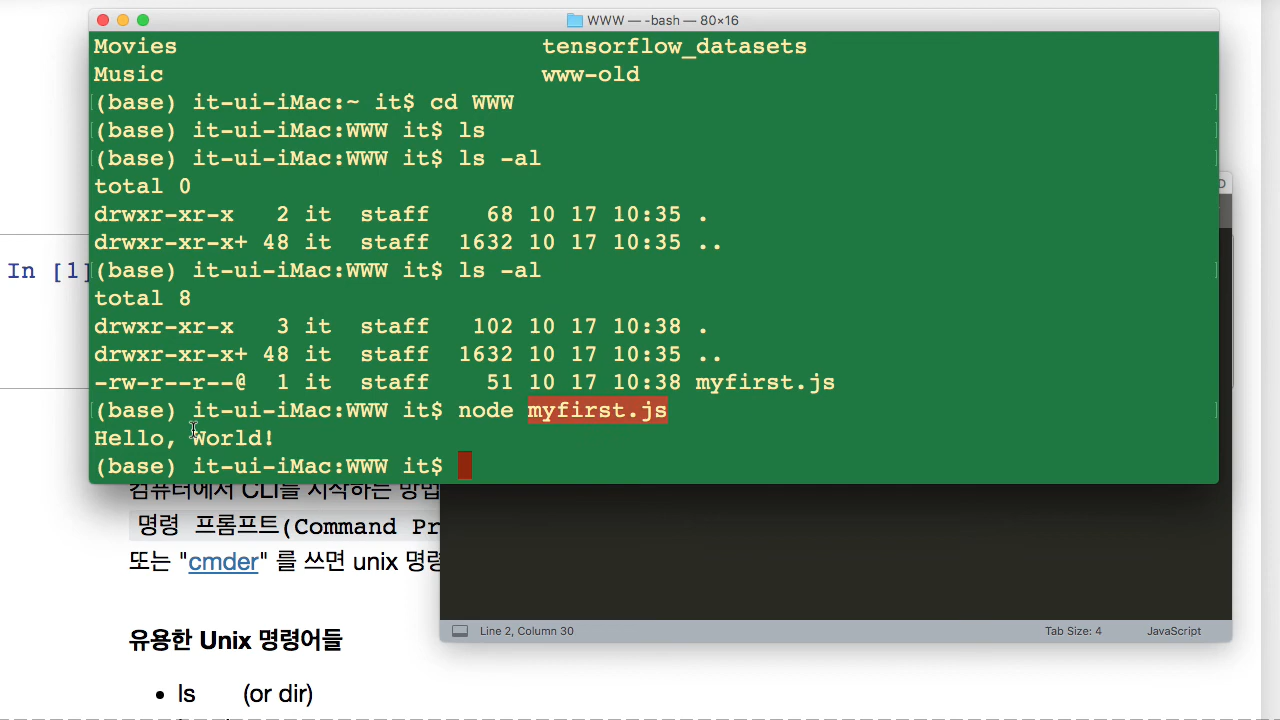 WWW — -bash — 80×16
Movies tensorflow_datasets
Music www-old
(base) it-ui-iMac:~ it$ cd WWW
(base) it-ui-iMac:WWW it$ ls
(base) it-ui-iMac:WWW it$ ls -al
total 0
drwxr-xr-x 2 it staff 68 10 17 10:35 .
drwxr-xr-x+ 48 it staff 1632 10 17 10:35 ..
(base) it-ui-iMac:WWW it$ ls -al
total 8
drwxr-xr-x 3 it staff 102 10 17 10:38 .
drwxr-xr-x+ 48 it staff 1632 10 17 10:35 ..
-rw-r--r--@ 1 it staff 51 10 17 10:38 myfirst.js
(base) it-ui-iMac:WWW it$ node myfirst.js
Hello, World!
(base) it-ui-iMac:WWW it$
In [1]
컴퓨터에서 CLI를 시작하는 방법
명령 프롬프트(Command Pr
또는 "cmder" 를 쓰면 unix 명령
유용한 Unix 명령어들
• ls (or dir)
Line 2, Column 30 Tab Size: 4 JavaScript